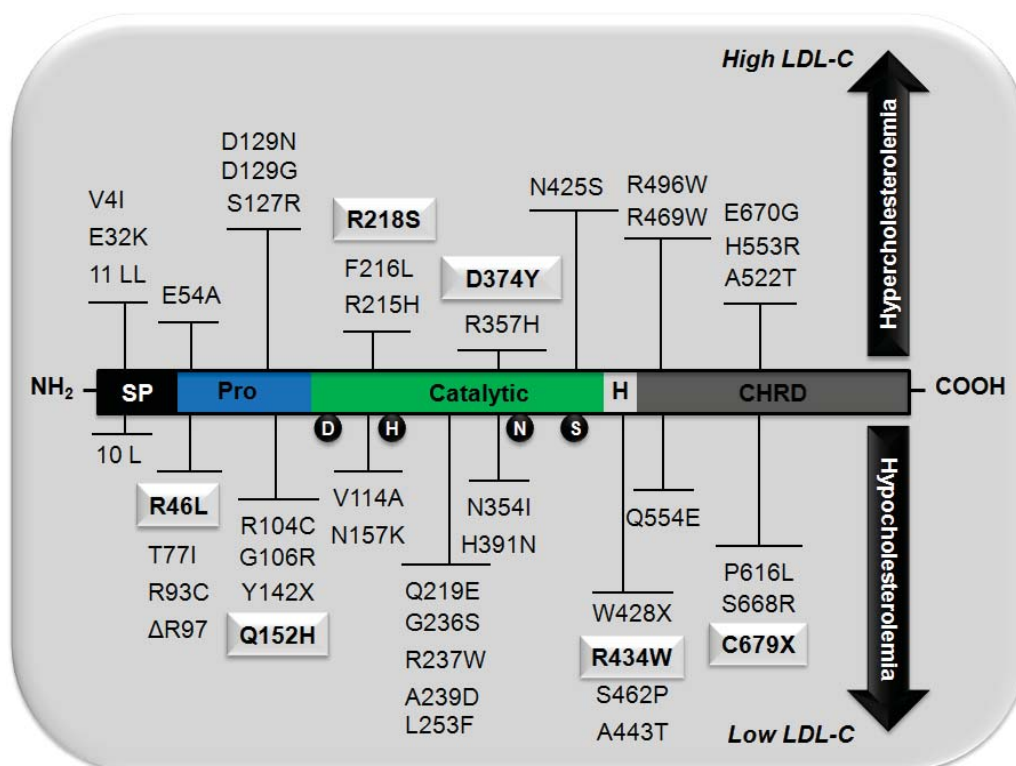 High LDL-C
Hypercholesterolemia
D129N
D129G
S127R
V4I
E32K
11 LL
E54A
R218S
F216L
R215H
D374Y
R357H
N425S
R496W
R469W
E670G
H553R
A522T
NH2
SP
Pro
Catalytic
H
CHRD
COOH
D
H
N
S
10 L
R46L
T77I
R93C
ΔR97
R104C
G106R
Y142X
Q152H
V114A
N157K
Q219E
G236S
R237W
A239D
L253F
N354I
H391N
W428X
R434W
S462P
A443T
Q554E
P616L
S668R
C679X
Hypocholesterolemia
Low LDL-C